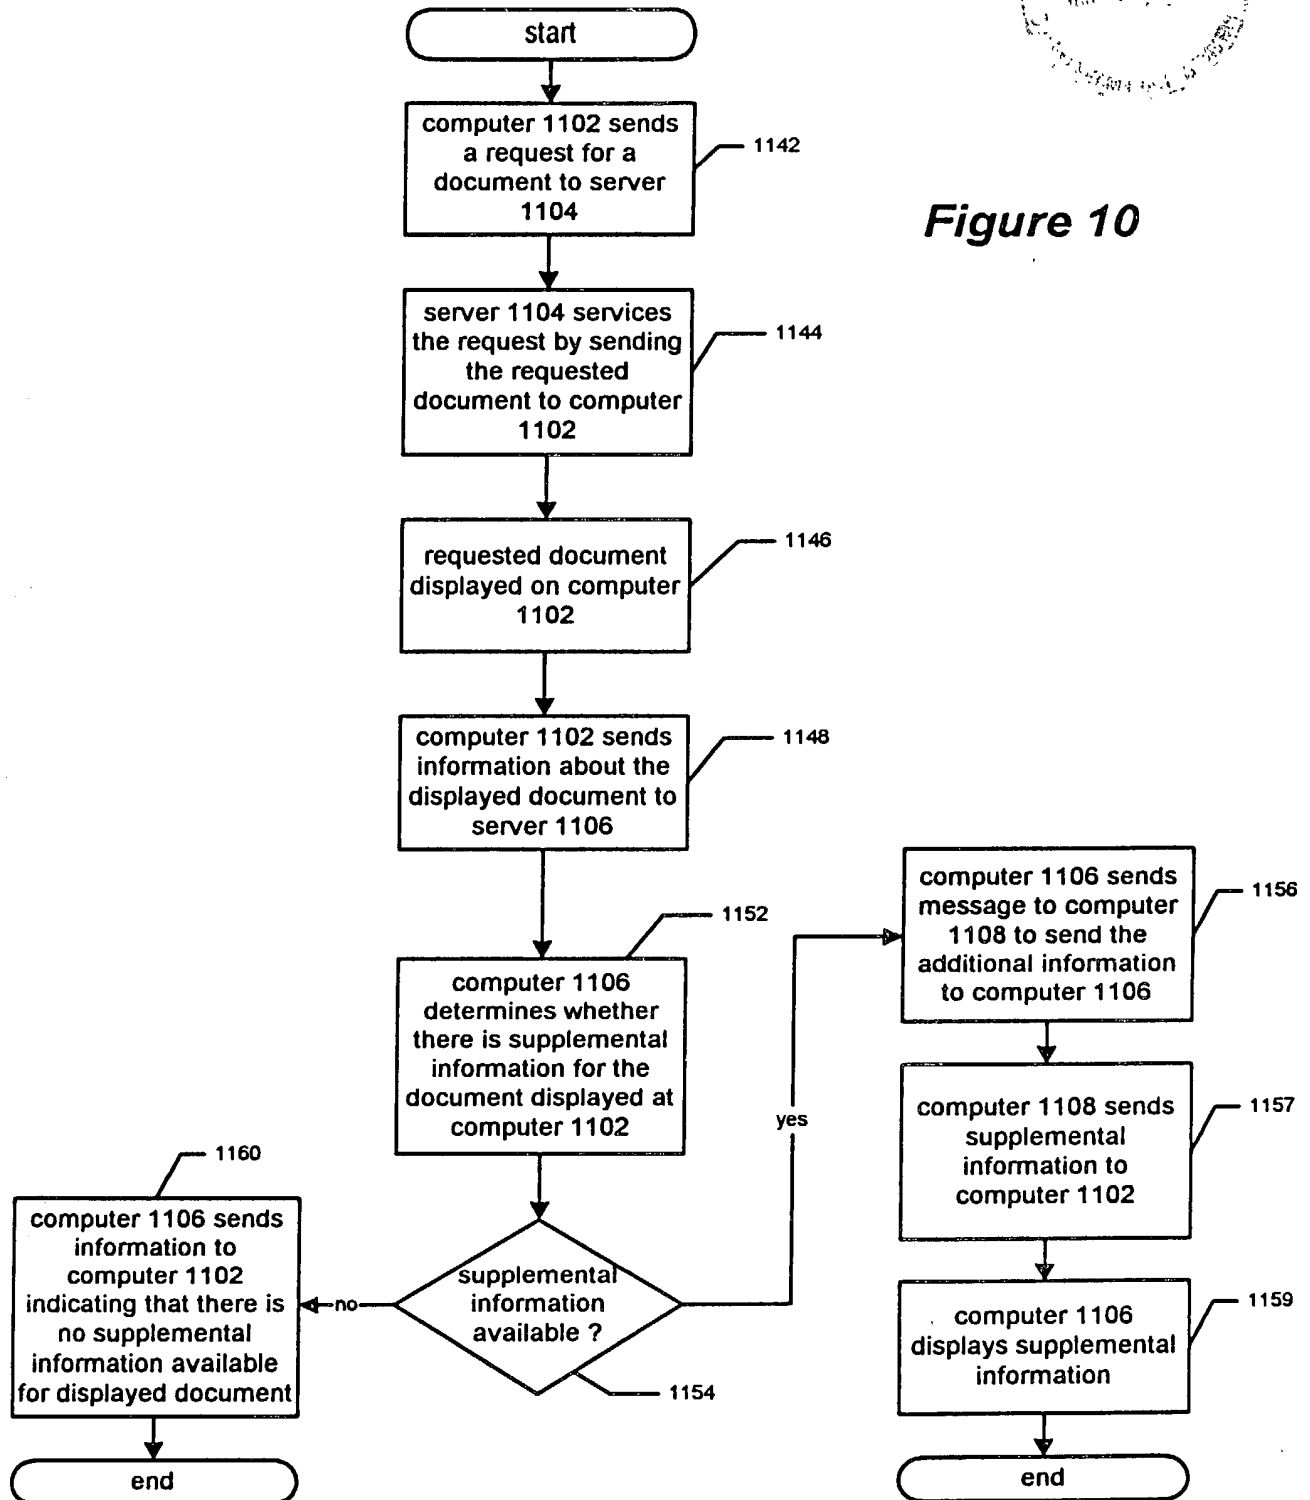 start
computer 1102 sends
a request for a
document to server
1104
1142
Figure 10
server 1104 services
the request by sending
the requested
document to computer
1102
1144
requested document
displayed on computer
1102
1146
computer 1102 sends
information about the
displayed document to
server 1106
1148
computer 1106
determines whether
there is supplemental
information for the
document displayed at
computer 1102
1152
supplemental
information
available ?
1154
no
yes
computer 1106 sends
information to
computer 1102
indicating that there is
no supplemental
information available
for displayed document
1160
end
computer 1106 sends
message to computer
1108 to send the
additional information
to computer 1106
1156
computer 1108 sends
supplemental
information to
computer 1102
1157
computer 1106
displays supplemental
information
1159
end